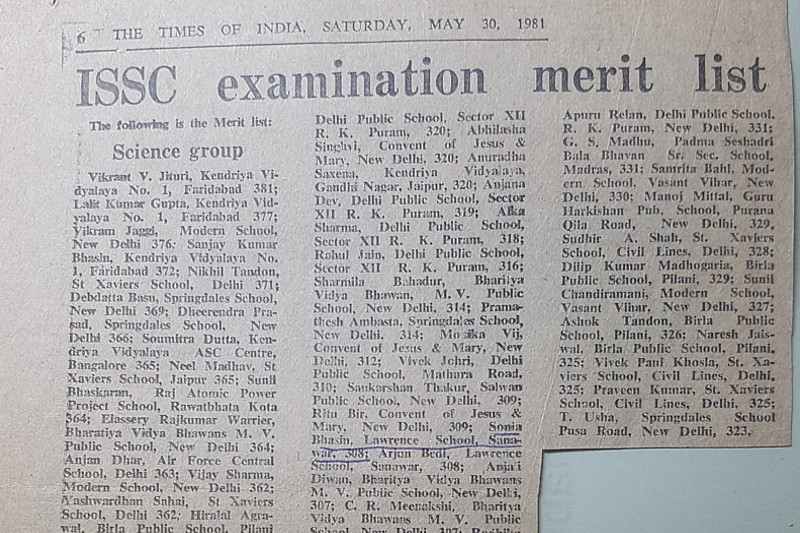 6 THE TIMES OF INDIA, SATURDAY, MAY 30, 1981
ISSC examination merit list
The following is the Merit list:
Science group
Vikrant V. Jituri, Kendriya Vi-
dyalaya No. 1, Faridabad 381;
Lalit Kumar Gupta, Kendriya Vid-
yalaya No. 1, Faridabad 377;
Vikram Jaggi, Modern School,
New Delhi 376; Sanjay Kumar
Bhasin, Kendriya Vidyalaya No.
1, Faridabad 372; Nikhil Tandon,
St Xaviers School, Delhi 371;
Debdatta Basu, Springdales School,
New Delhi 369; Dheerendra Pra-
sad, Springdales School, New
Delhi 366; Soumitra Dutta, Ken-
driya Vidyalaya ASC Centre,
Bangalore 365; Neel Madhav, St
Xaviers School, Jaipur 365; Sunil
Bhaskaran, Raj Atomic Power
Project School, Rawatbhata Kota
364; Elassery Rajkumar Warrier,
Bharatiya Vidya Bhawans M. V.
Public School, New Delhi 364;
Anjan Dhar, Air Force Central
School, Delhi 363; Vijay Sharma,
Modern School, New Delhi 362;
Yashwardhan Sahai, St Xaviers
School, Delhi 362; Hiralal Agra-
wal, Birla Public School, Pilani
Delhi Public School, Sector XII
R. K. Puram, 320; Abhilasha
Singhvi, Convent of Jesus &
Mary, New Delhi, 320; Anuradha
Saxena, Kendriya Vidyalaya,
Gandhi Nagar, Jaipur, 320; Anjana
Dev, Delhi Public School, Sector
XII R. K. Puram, 319; Alka
Sharma, Delhi Public School,
Sector XII R. K. Puram, 318;
Rahul Jain, Delhi Public School,
Sector XII R. K. Puram, 316;
Sharmila Bahadur, Bharitya
Vidya Bhawan, M. V. Public
School, New Delhi, 314; Prama-
thesh Ambasta, Springdales School,
New Delhi, 314; Monika Vij,
Convent of Jesus & Mary, New
Delhi, 312; Vivek Johri, Delhi
Public School, Mathura Road,
310; Sankarshan Thakur, Salwan
Public School, New Delhi, 309;
Ritu Bir, Convent of Jesus &
Mary, New Delhi, 309; Sonia
Bhasin, Lawrence School, Sana-
war, 308; Arjun Bedi, Lawrence
School, Sanawar, 308; Anjali
Diwan, Bharitya Vidya Bhawans
M. V. Public School, New Delhi,
307; C. R. Meenakshi, Bharitya
Vidya Bhawans M. V. Public
School, New Delhi, 307;
Apuru Relan, Delhi Public School,
R. K. Puram, New Delhi, 331;
G. S. Madhu, Padma Seshadri
Bala Bhavan Sr. Sec. School,
Madras, 331; Samrita Bahl, Mod-
ern School, Vasant Vihar, New
Delhi, 330; Manoj Mittal, Guru
Harkishan Pub. School, Purana
Qila Road, New Delhi, 329,
Sudhir A. Shah, St. Xaviers
School, Civil Lines, Delhi, 328;
Dilip Kumar Madhogaria, Birla
Public School, Pilani, 329; Sunil
Chandiramani, Modern School,
Vasant Vihar, New Delhi, 327;
Ashok Tandon, Birla Public
School, Pilani, 326; Naresh Jais-
wal, Birla Public School, Pilani,
325; Vivek Paul Khosla, St. Xa-
viers School, Civil Lines, Delhi,
325; Praveen Kumar, St. Xaviers
School, Civil Lines, Delhi, 325;
T. Usha, Springdales School
Pusa Road, New Delhi, 323.